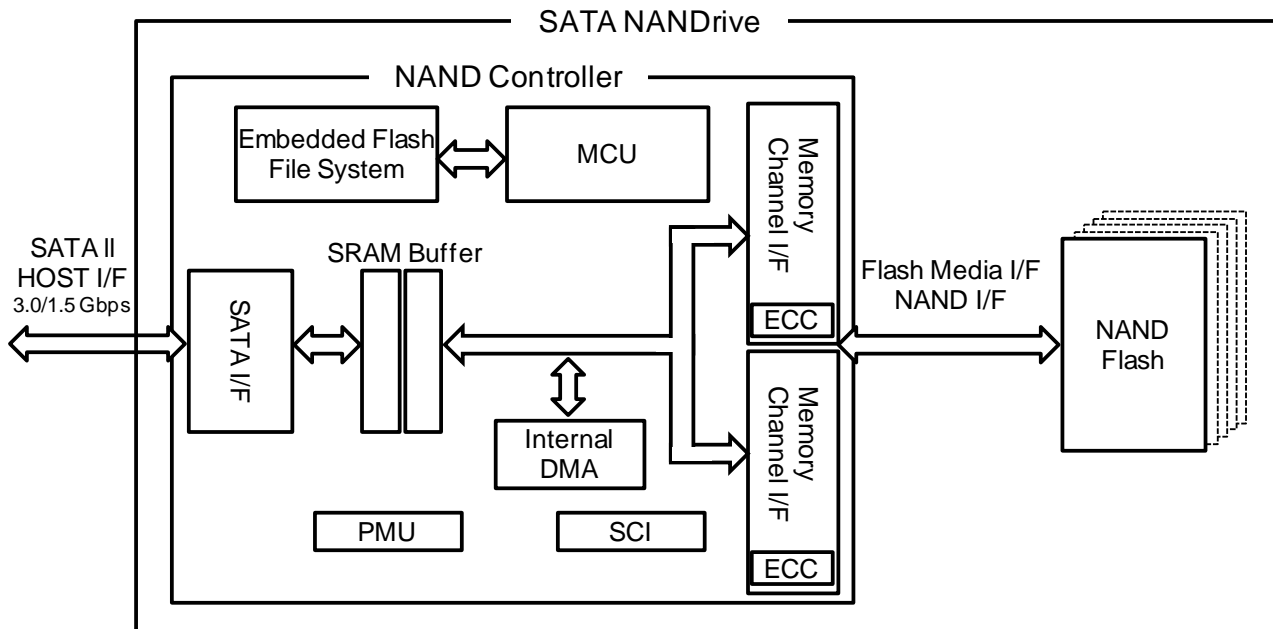 SATA NANDrive
NAND Controller
Embedded Flash
File System
MCU
Memory
Channel I/F
ECC
SATA II
HOST I/F
3.0/1.5 Gbps
SRAM Buffer
SATA I/F
Flash Media I/F
NAND I/F
NAND
Flash
Internal
DMA
Memory
Channel I/F
ECC
PMU
SCI